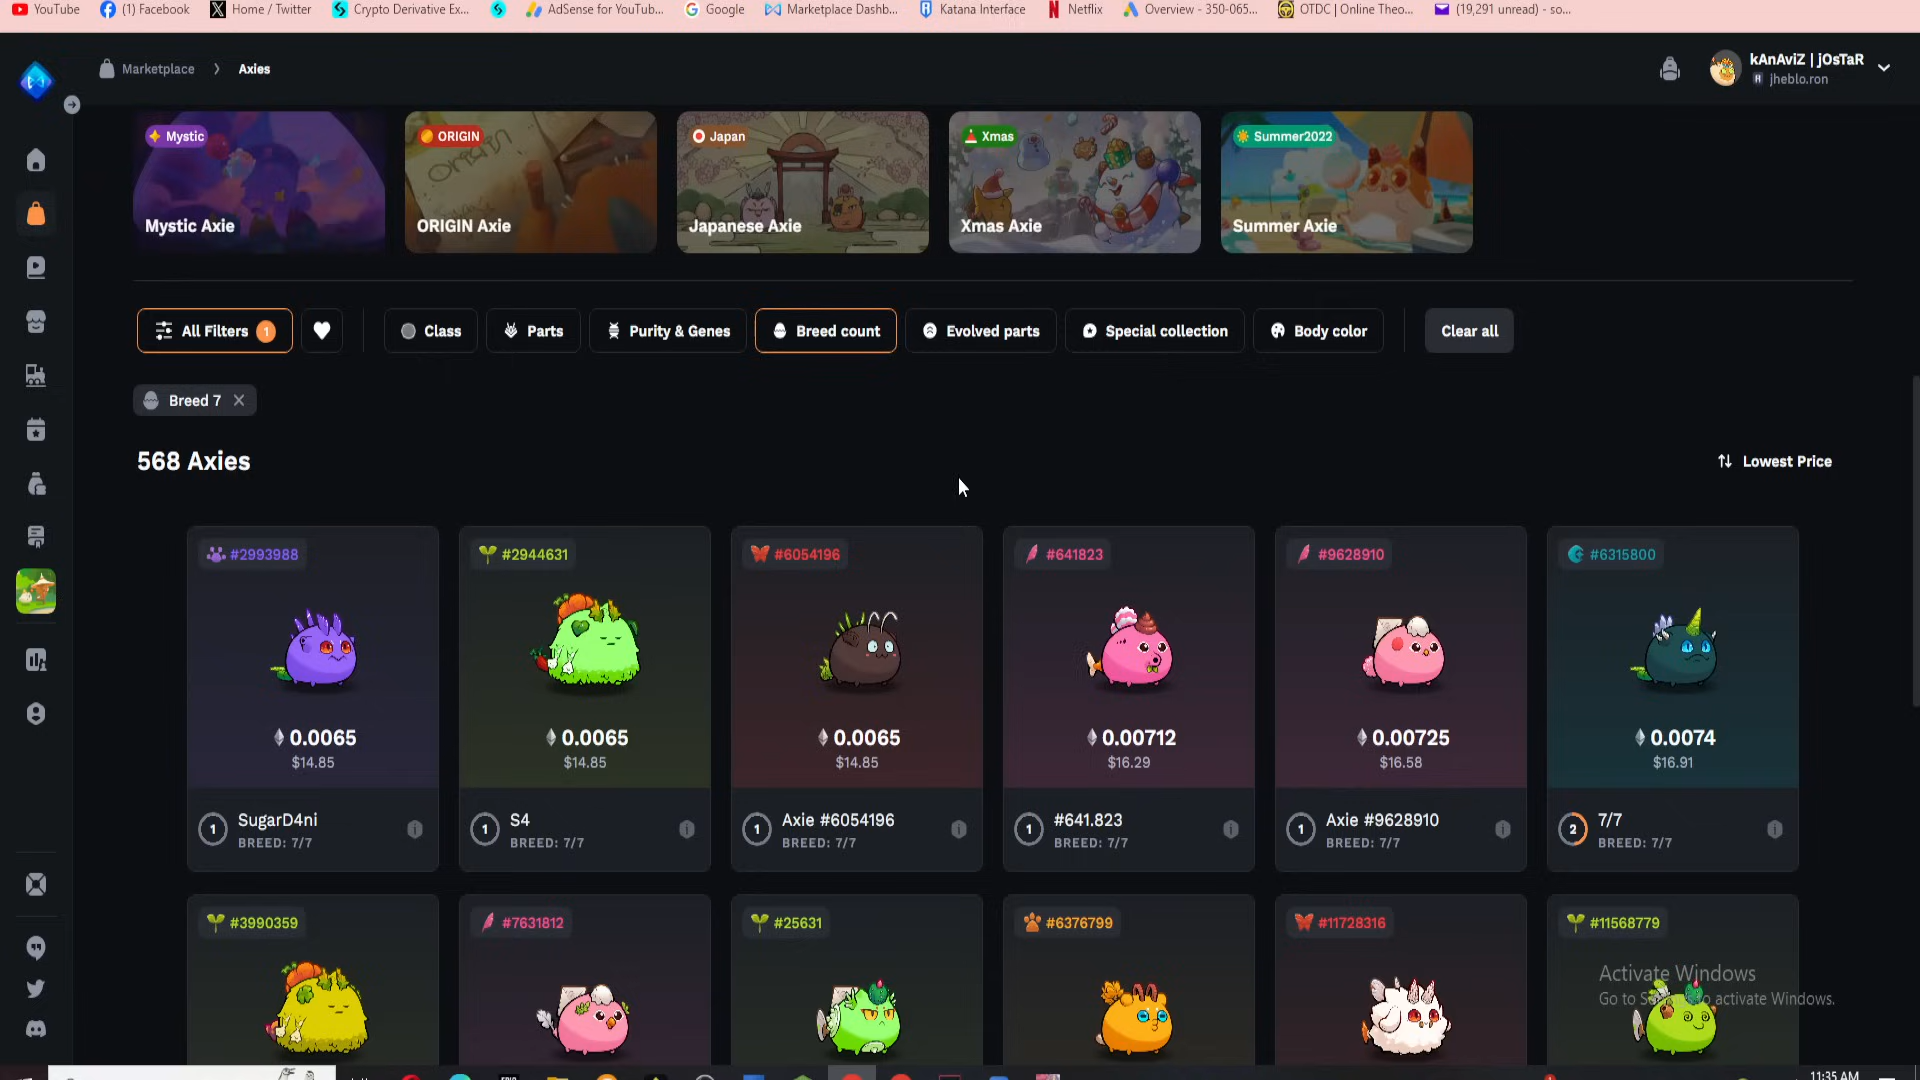 YouTube (1) Facebook Home / Twitter Crypto Derivative Ex... AdSense for YouTub... Google Marketplace Dashb... Katana Interface Netflix Overview - 350-065... OTDC | Online Theo... (19,291 unread) - so...
Marketplace > Axies
kAnAviZ | jOsTaR
jheblo.ron
Mystic ORIGIN Japan Xmas Summer2022
Mystic Axie ORIGIN Axie Japanese Axie Xmas Axie Summer Axie
All Filters 1 Class Parts Purity & Genes Breed count Evolved parts Special collection Body color Clear all
Breed 7
568 Axies Lowest Price
#2993988 #2944631 #6054196 #641823 #9628910 #6315800
0.0065 0.0065 0.0065 0.00712 0.00725 0.0074
$14.85 $14.85 $14.85 $16.29 $16.58 $16.91
1 SugarD4ni 1 S4 1 Axie #6054196 1 #641.823 1 Axie #9628910 2 7/7
BREED: 7/7 BREED: 7/7 BREED: 7/7 BREED: 7/7 BREED: 7/7 BREED: 7/7
#3990359 #7631812 #25631 #6376799 #11728316 #11568779
Activate Windows
Go to to activate Windows.
11:35 AM